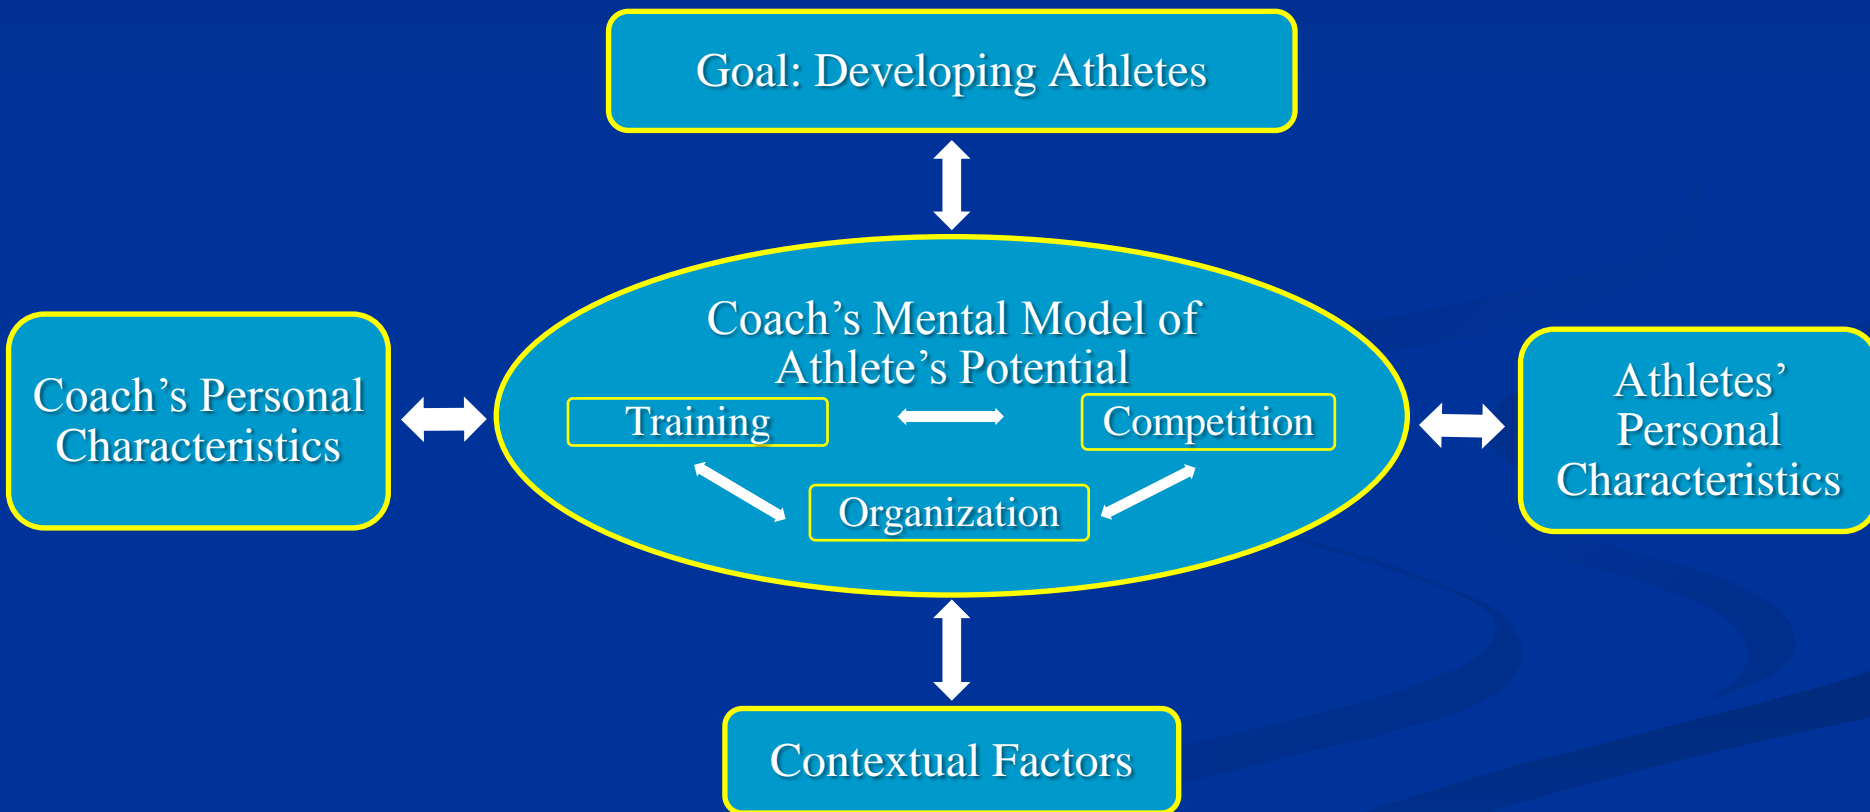 Goal: Developing Athletes
Coach’s Mental Model of
Athlete’s Potential
Coach’s Personal
Characteristics
Training
Competition
Organization
Athletes’
Personal
Characteristics
Contextual Factors